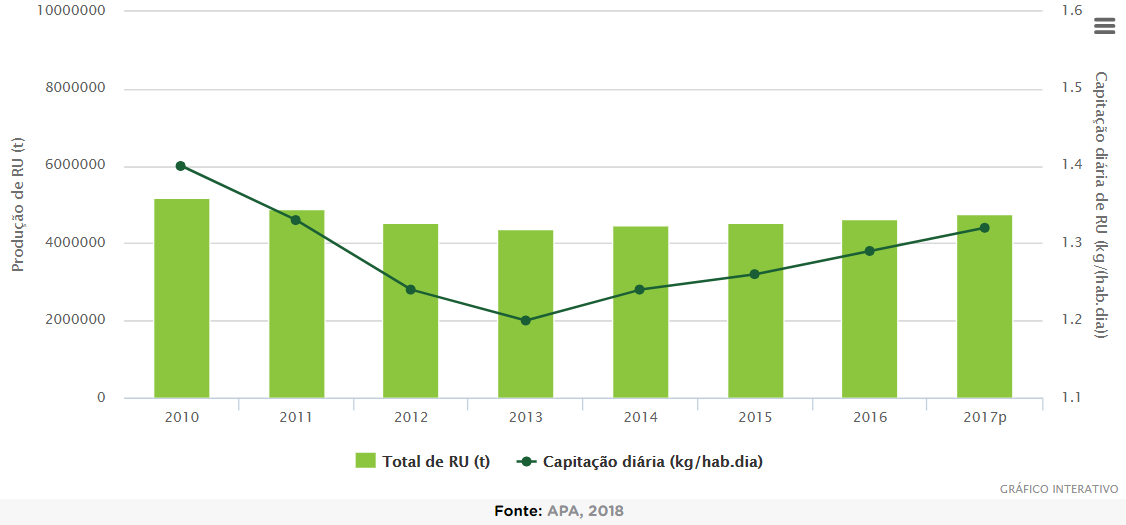 10000000
8000000
6000000
4000000
2000000
0
Produção de RU (t)
1.6
1.5
1.4
1.3
1.2
1.1
Capitação diária de RU (kg/(hab.dia))
2010 2011 2012 2013 2014 2015 2016 2017p
Total de RU (t) Capitação diária (kg/hab.dia)
GRÁFICO INTERATIVO
Fonte: APA, 2018